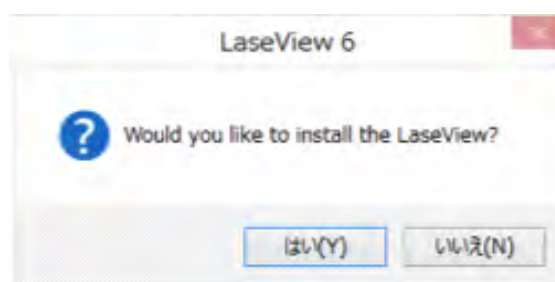 LaseView 6
Would you like to install the LaseView?
はい(Y) いいえ(N)